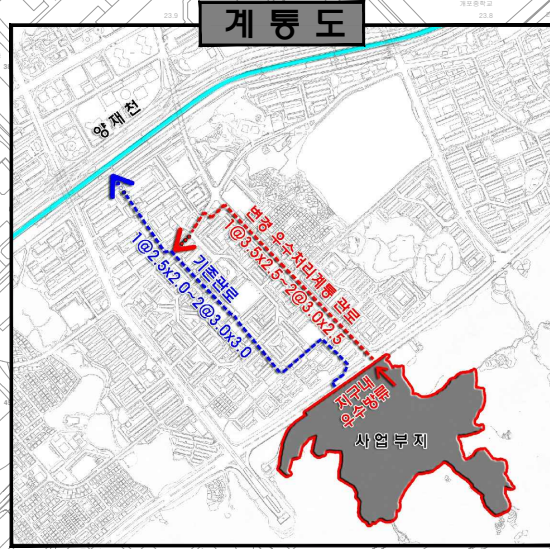 계통도
양재천
변경 우수처리계통 관로
1@3.5x2.5~2@3.0x2.5
기존관로
1@2.5x2.0~2@3.0x3.0
지구내
우수방류
사업부지